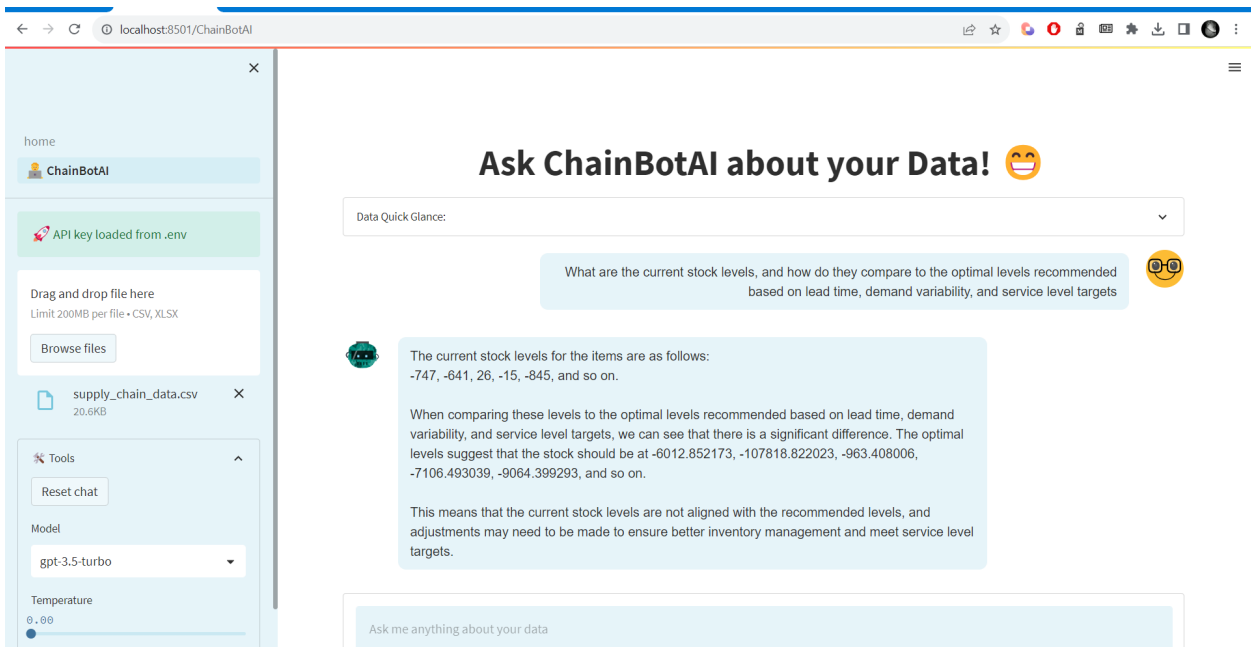 localhost:8501/ChainBotAI
home
ChainBotAI
API key loaded from .env
Drag and drop file here
Limit 200MB per file • CSV, XLSX
Browse files
supply_chain_data.csv
20.6KB
Tools
Reset chat
Model
gpt-3.5-turbo
Temperature
0.00
Ask ChainBotAI about your Data!
Data Quick Glance:
What are the current stock levels, and how do they compare to the optimal levels recommended
based on lead time, demand variability, and service level targets
The current stock levels for the items are as follows:
-747, -641, 26, -15, -845, and so on.
When comparing these levels to the optimal levels recommended based on lead time, demand
variability, and service level targets, we can see that there is a significant difference. The optimal
levels suggest that the stock should be at -6012.852173, -107818.822023, -963.408006,
-7106.493039, -9064.399293, and so on.
This means that the current stock levels are not aligned with the recommended levels, and
adjustments may need to be made to ensure better inventory management and meet service level
targets.
Ask me anything about your data